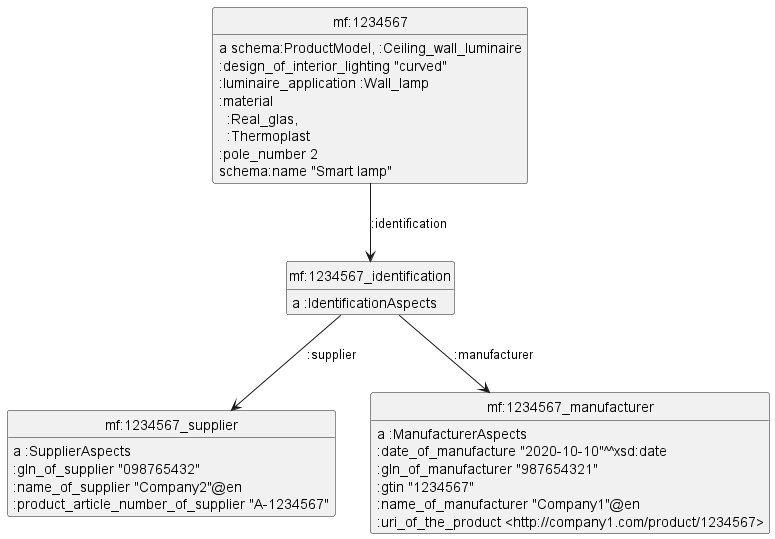 mf:1234567
a schema:ProductModel, :Ceiling_wall_luminaire
:design_of_interior_lighting "curved"
:luminaire_application :Wall_lamp
:material
:Real_glas,
:Thermoplast
:pole_number 2
schema:name "Smart lamp"
:identification
mf:1234567_identification
a :IdentificationAspects
:supplier
:manufacturer
mf:1234567_supplier
a :SupplierAspects
:gln_of_supplier "098765432"
:name_of_supplier "Company2"@en
:product_article_number_of_supplier "A-1234567"
mf:1234567_manufacturer
a :ManufacturerAspects
:date_of_manufacture "2020-10-10"^^xsd:date
:gln_of_manufacturer "987654321"
:gtin "1234567"
:name_of_manufacturer "Company1"@en
:uri_of_the_product <http://company1.com/product/1234567>